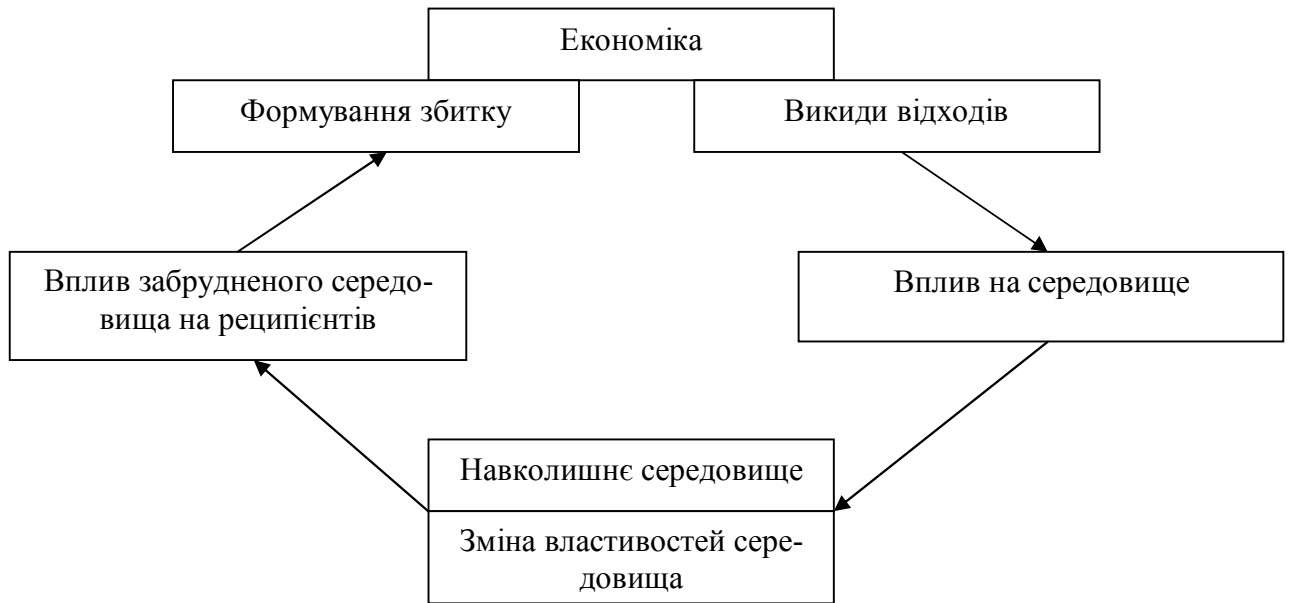 Економіка
Формування збитку
Викиди відходів
Вплив забрудненого середо-
вища на реципієнтів
Вплив на середовище
Навколишнє середовище
Зміна властивостей сере-
довища